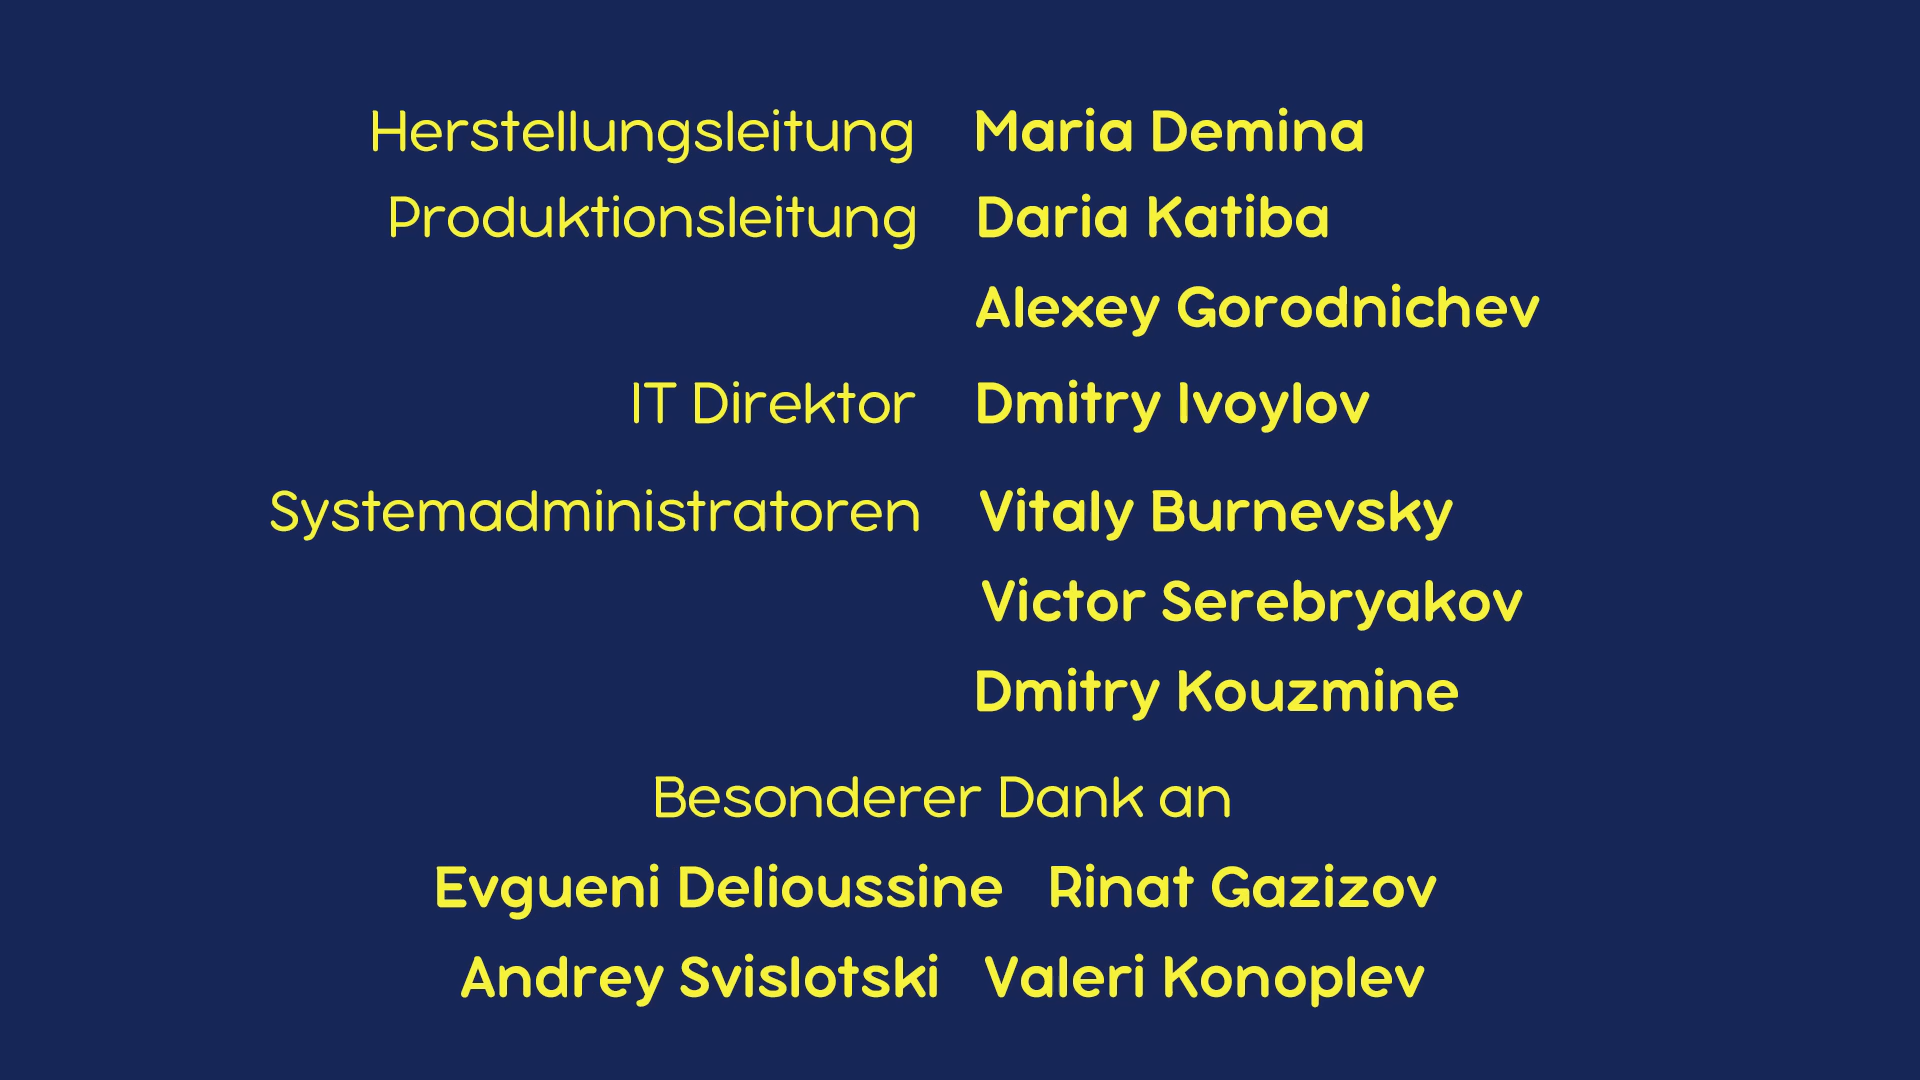 Herstellungsleitung Maria Demina
Produktionsleitung Daria Katiba
Alexey Gorodnichev
IT Direktor Dmitry Ivoylov
Systemadministratoren Vitaly Burnevsky
Victor Serebryakov
Dmitry Kouzmine
Besonderer Dank an
Evgueni Delioussine Rinat Gazizov
Andrey Svislotski Valeri Konoplev